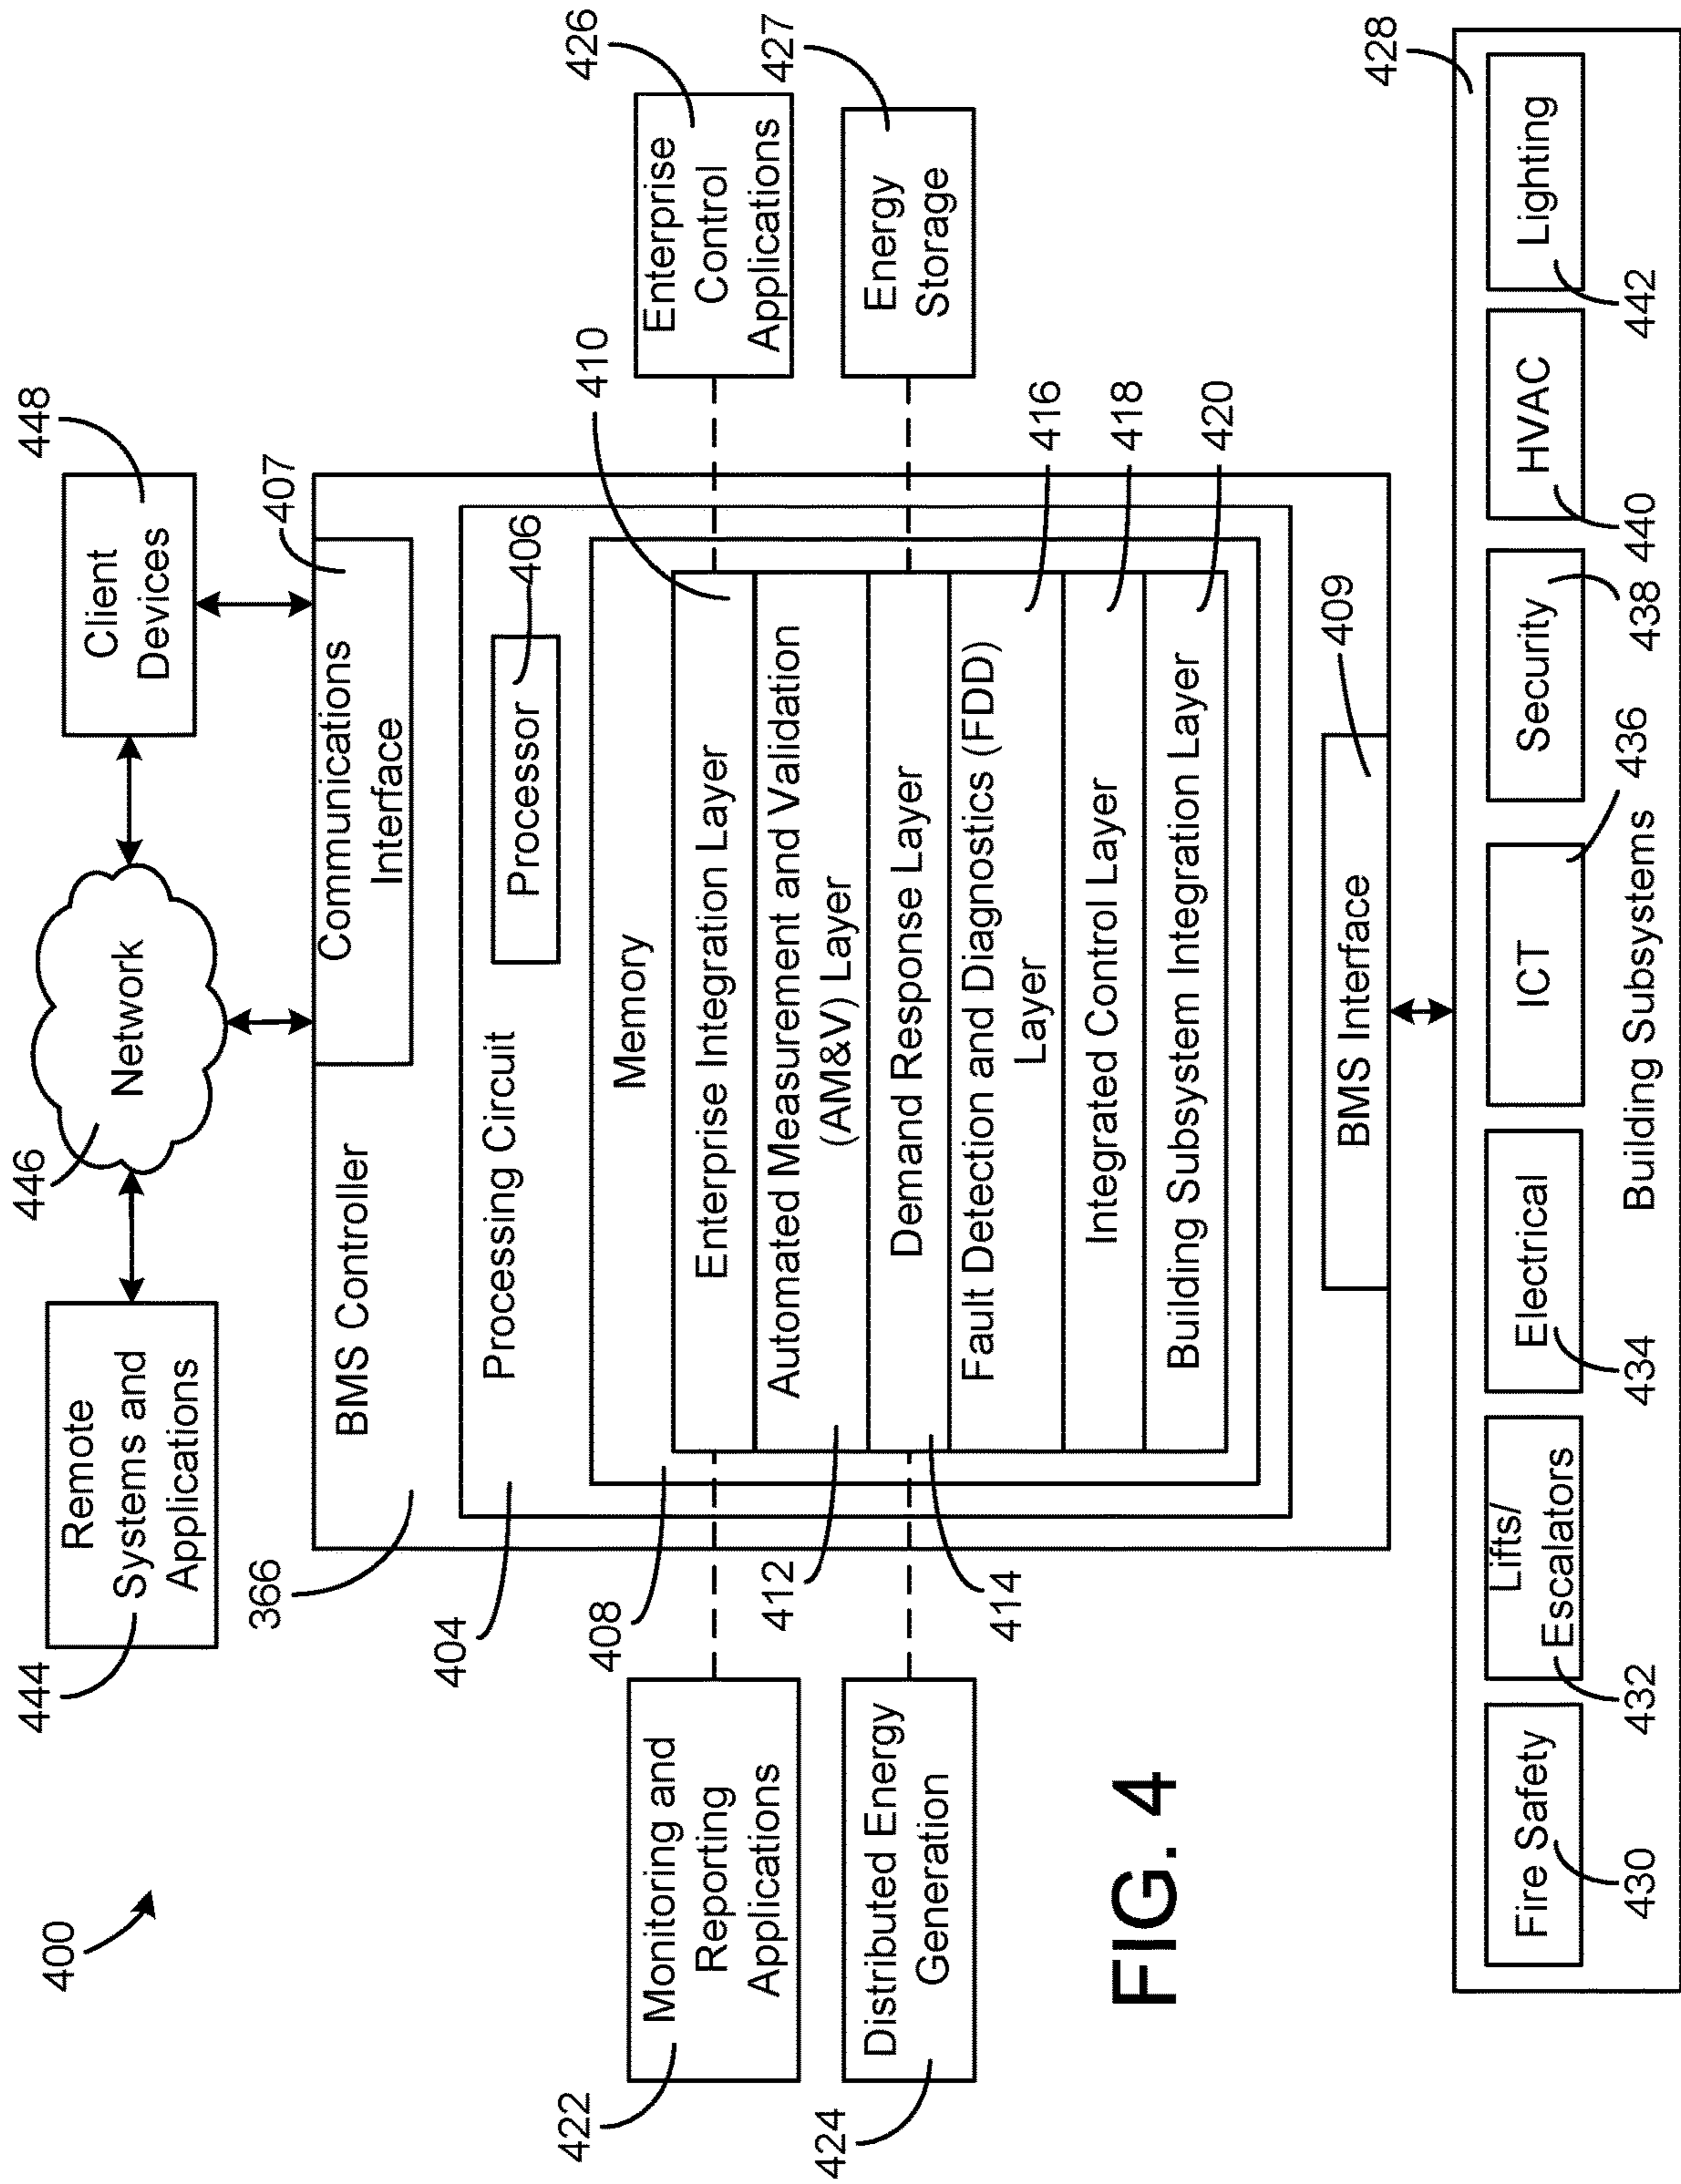 400
444
Remote
Systems and
Applications
446
Network
Client
Devices
448
366
BMS Controller
Communications
Interface
407
404
Processing Circuit
Processor
406
408
Memory
410
Enterprise Integration Layer
Automated Measurement and Validation
(AM&V) Layer
412
Demand Response Layer
414
Fault Detection and Diagnostics (FDD)
Layer
416
Integrated Control Layer
418
Building Subsystem Integration Layer
420
422
Monitoring and
Reporting
Applications
426
Enterprise
Control
Applications
424
Distributed Energy
Generation
427
Energy
Storage
BMS Interface
409
FIG. 4
428
Fire Safety
430
Lifts/
Escalators
432
Electrical
434
ICT
436
Security
438
HVAC
440
Lighting
442
Building Subsystems